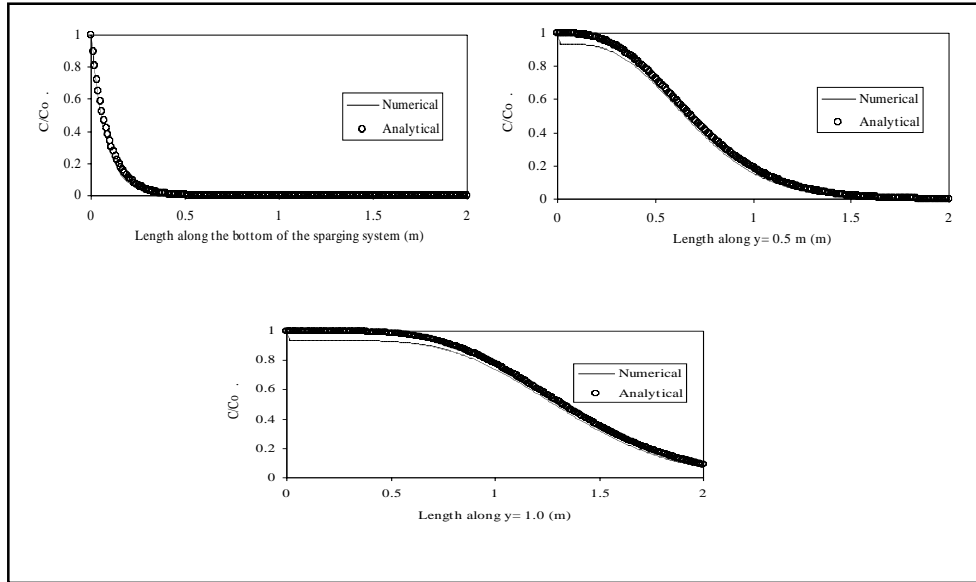 1
0.8
0.6
0.4
0.2
0
C/Co .
Numerical
Analytical
0 0.5 1 1.5 2
Length along the bottom of the sparging system (m)
1
0.8
0.6
0.4
0.2
0
C/Co .
Numerical
Analytical
0 0.5 1 1.5 2
Length along y= 0.5 m (m)
1
0.8
0.6
0.4
0.2
0
C/Co .
Numerical
Analytical
0 0.5 1 1.5 2
Length along y= 1.0 (m)